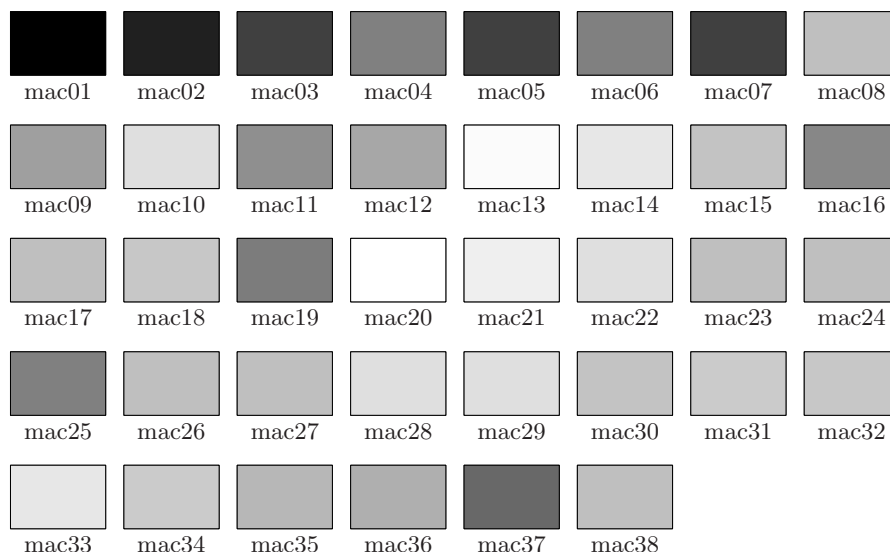 mac01 mac02 mac03 mac04 mac05 mac06 mac07 mac08
mac09 mac10 mac11 mac12 mac13 mac14 mac15 mac16
mac17 mac18 mac19 mac20 mac21 mac22 mac23 mac24
mac25 mac26 mac27 mac28 mac29 mac30 mac31 mac32
mac33 mac34 mac35 mac36 mac37 mac38